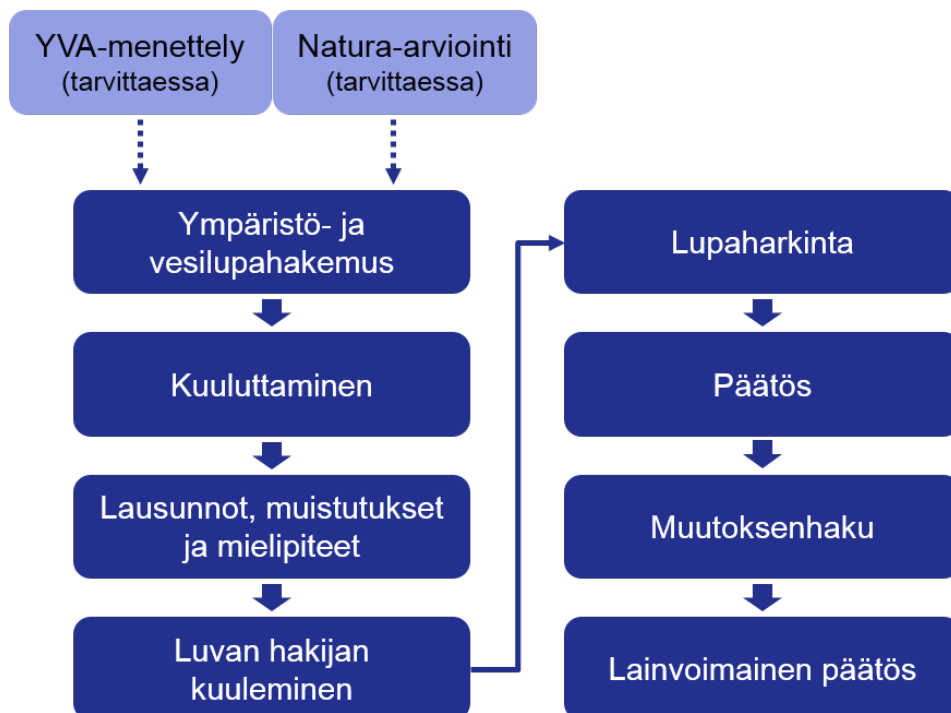 YVA-menettely
(tarvittaessa)
Natura-arviointi
(tarvittaessa)
Ympäristö- ja
vesilupahakemus
Kuuluttaminen
Lausunnot, muistutukset
ja mielipiteet
Luvan hakijan
kuuleminen
Lupaharkinta
Päätös
Muutoksenhaku
Lainvoimainen päätös